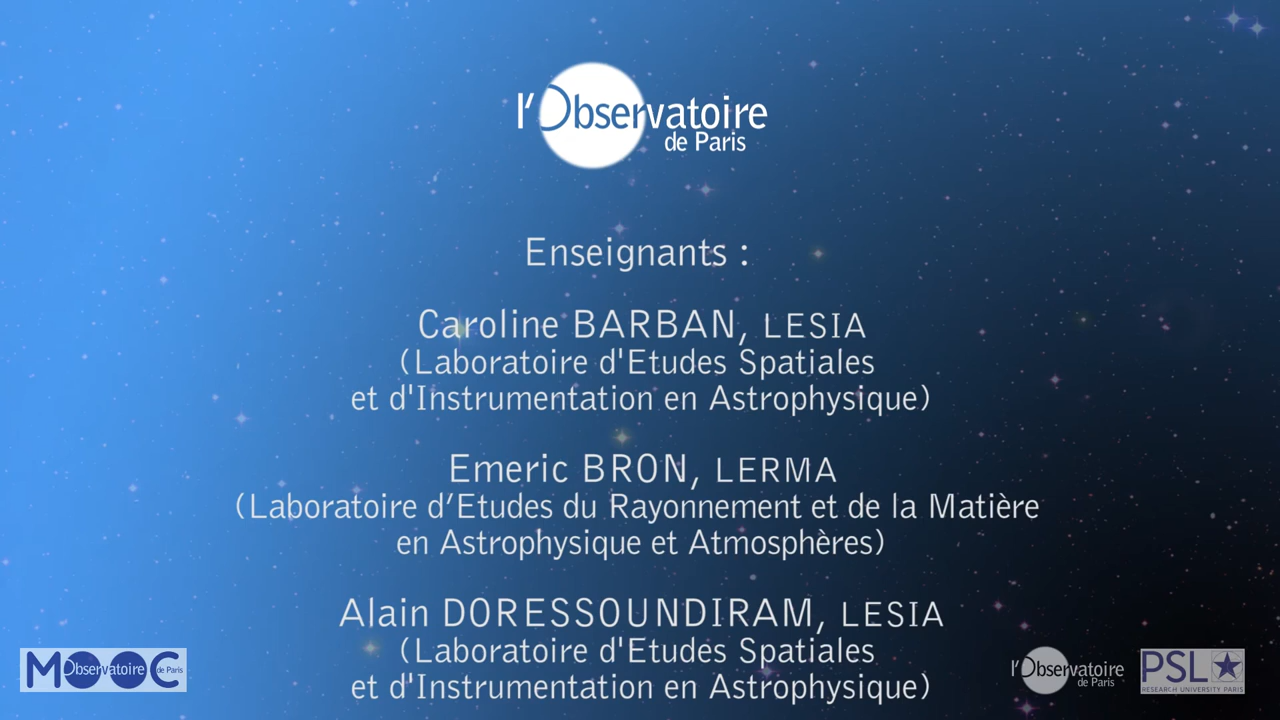 l'Observatoire
de Paris
Enseignants :
Caroline BARBAN, LESIA
(Laboratoire d'Etudes Spatiales
et d'Instrumentation en Astrophysique)
Emeric BRON, LERMA
(Laboratoire d’Etudes du Rayonnement et de la Matière
en Astrophysique et Atmosphères)
Alain DORESSOUNDIRAM, LESIA
(Laboratoire d'Etudes Spatiales
et d'Instrumentation en Astrophysique)
MOOC
Observatoire de Paris
l'Observatoire
de Paris
PSL
RESEARCH UNIVERSITY PARIS